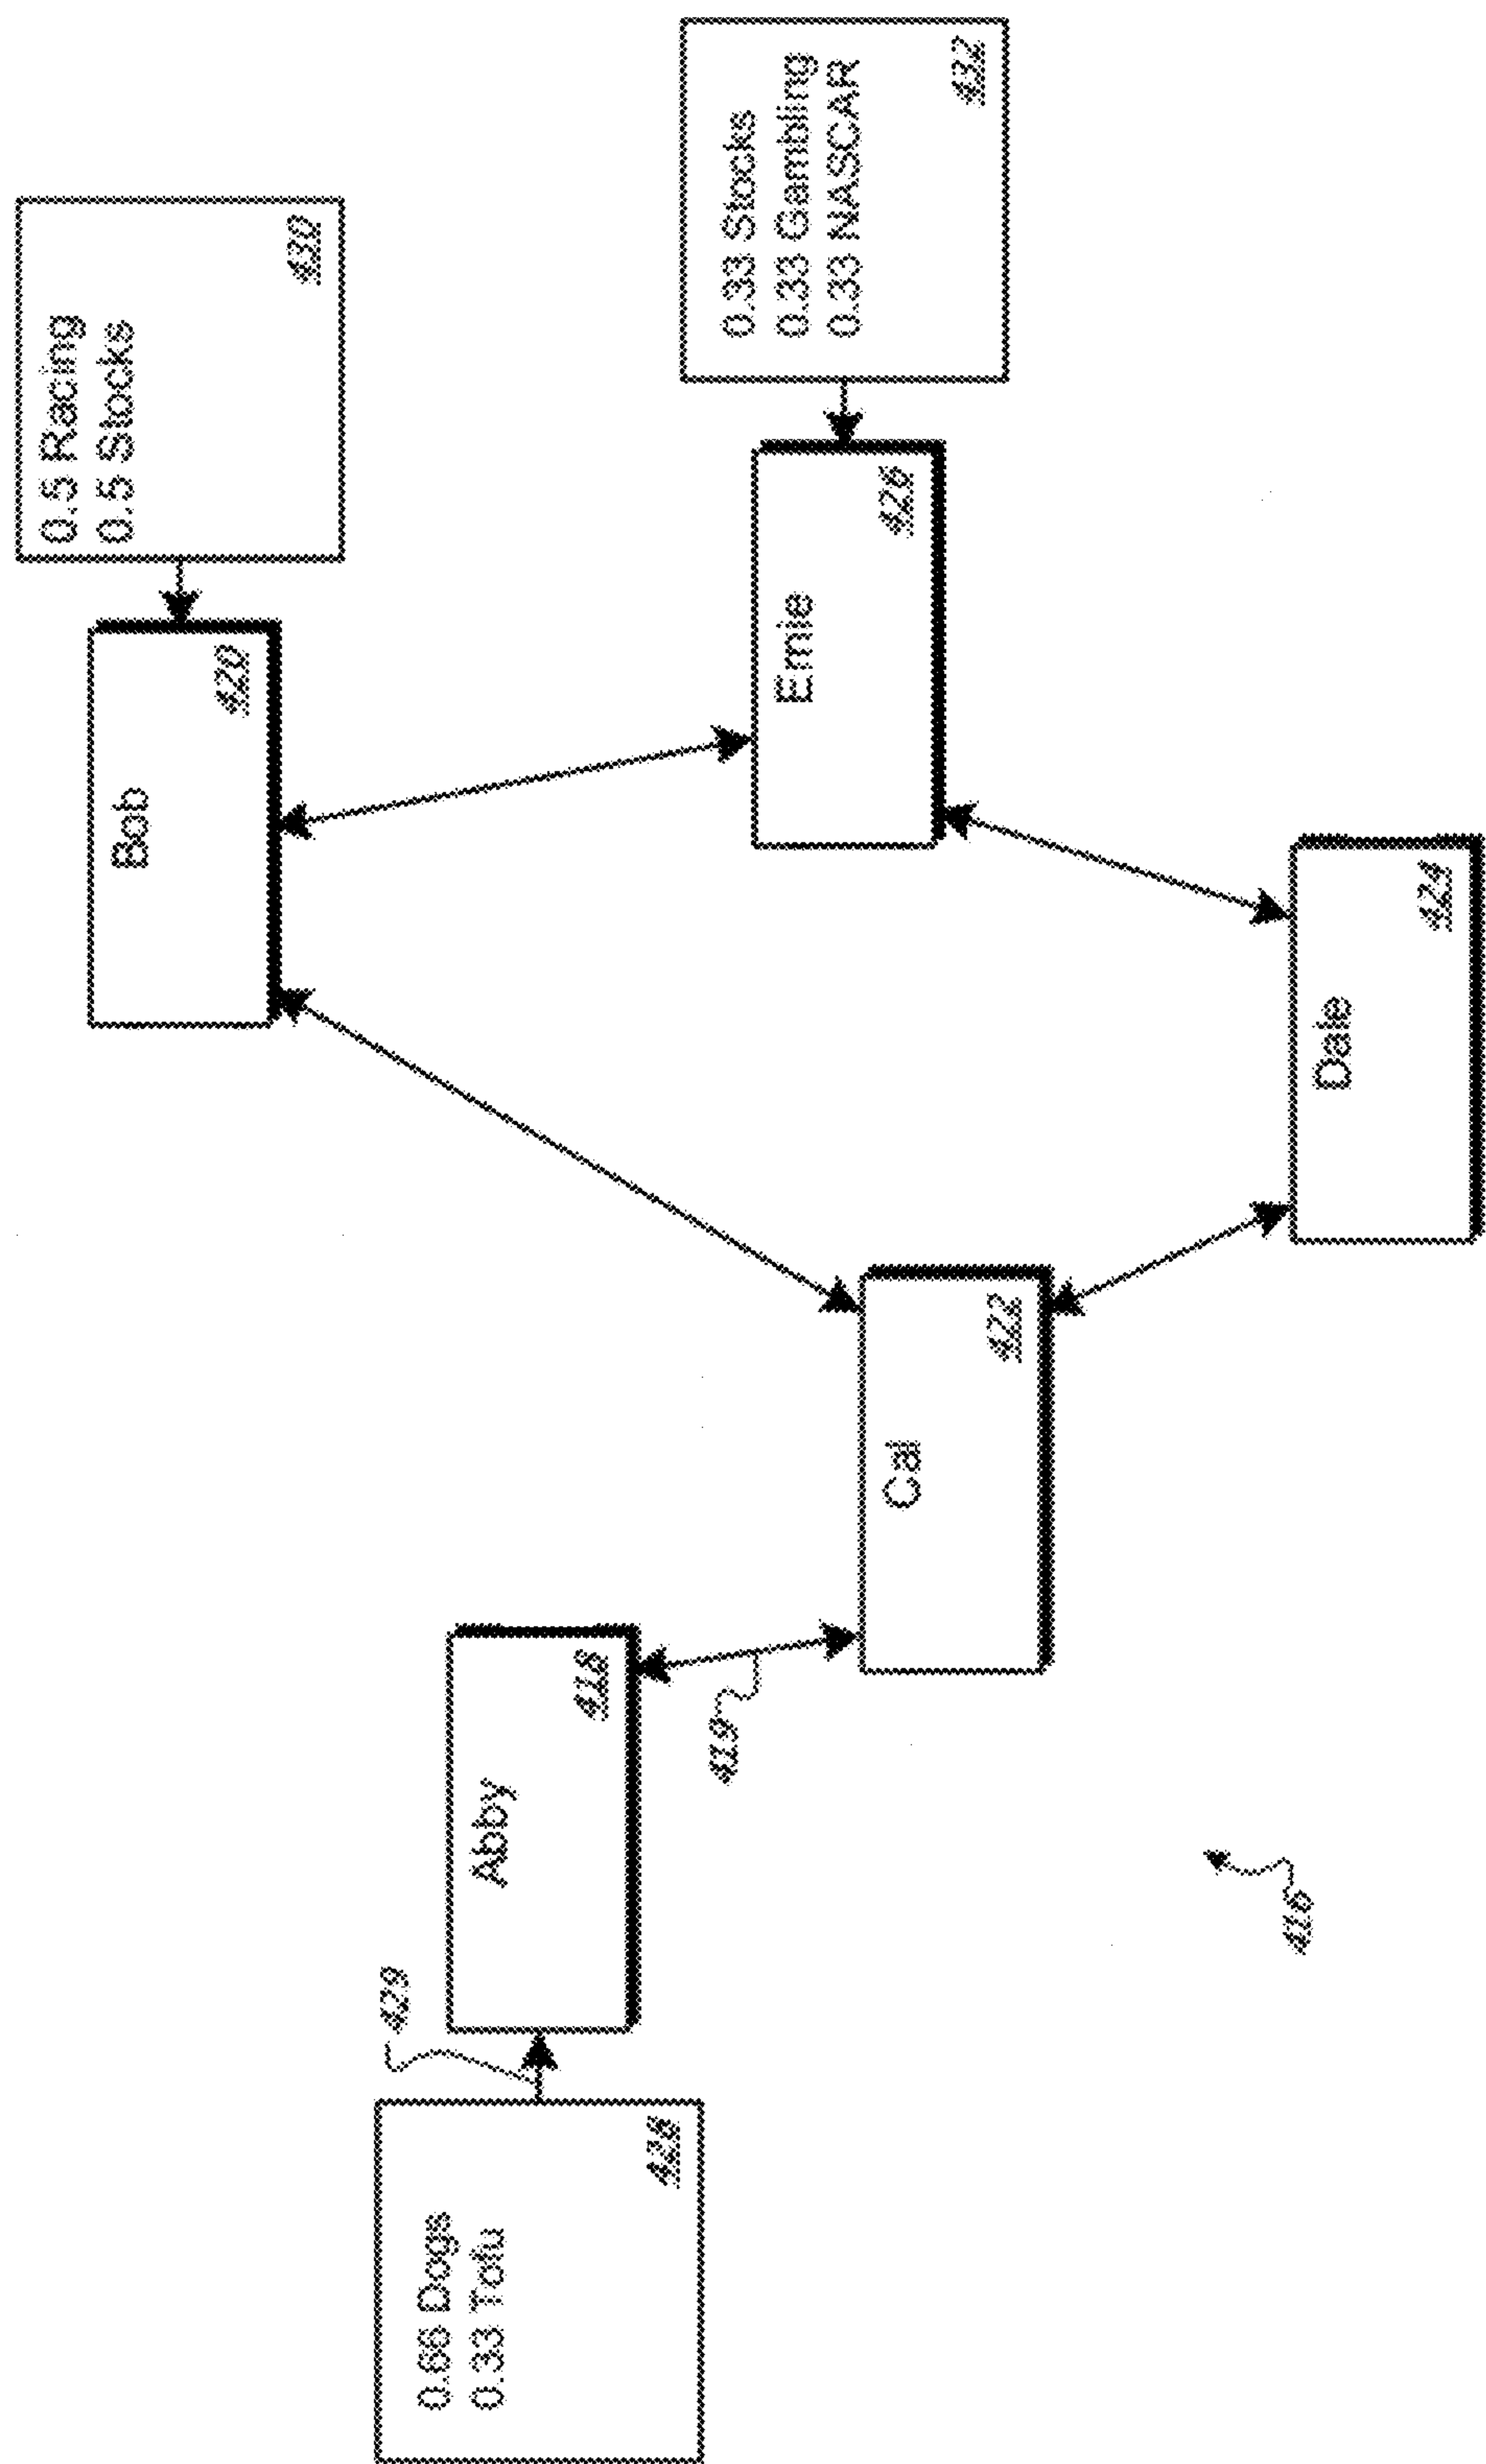 0.5 Racing
0.5 Stocks
430
Bob
420
0.33 Stocks
0.33 Gambling
0.33 NASCAR
432
Ernie
426
0.66 Dogs
0.33 Tofu
428
429
Abby
418
419
Cal
422
Dale
424
416